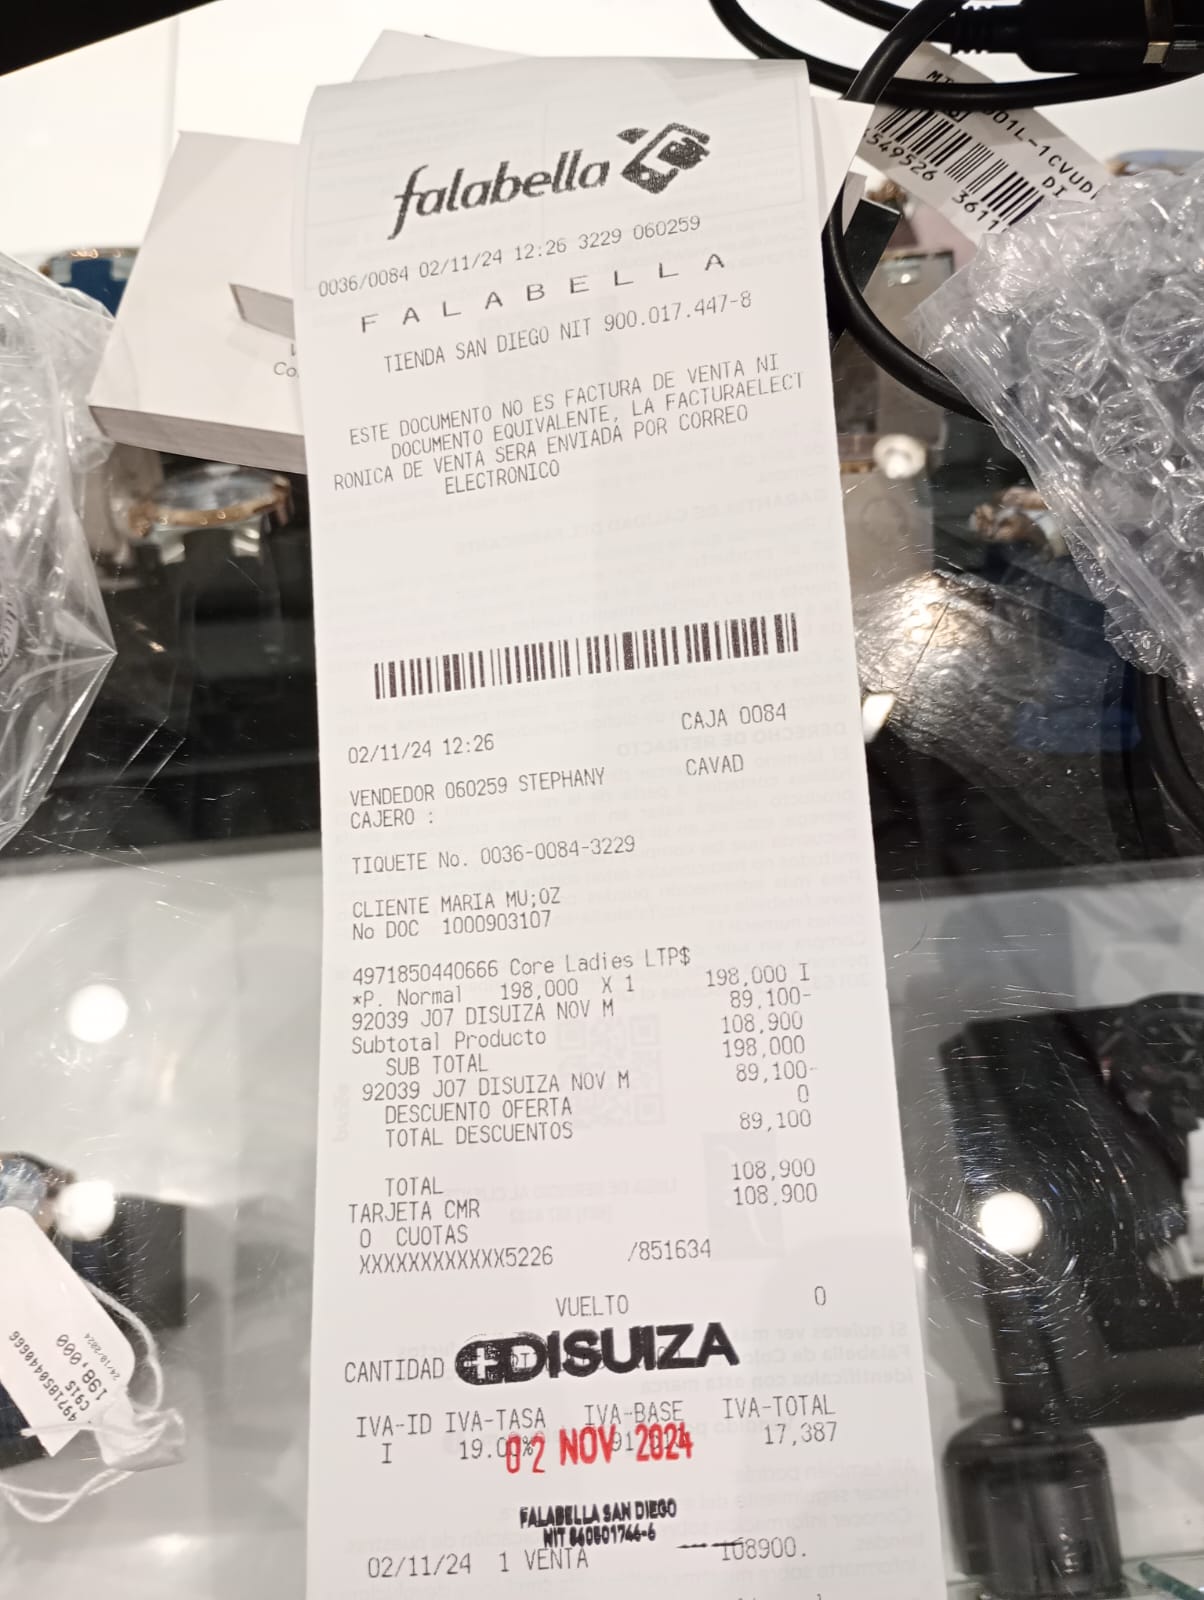 falabella
0036/0084 02/11/24 12:26 3229 060259
F A L A B E L L A
TIENDA SAN DIEGO NIT 900.017.447-8
ESTE DOCUMENTO NO ES FACTURA DE VENTA NI
DOCUMENTO EQUIVALENTE, LA FACTURAELECT
RONICA DE VENTA SERA ENVIADA POR CORREO
ELECTRONICO
02/11/24 12:26 CAJA 0084
VENDEDOR 060259 STEPHANY CAVAD
CAJERO :
TIQUETE No. 0036-0084-3229
CLIENTE MARIA MU;OZ
No DOC 1000903107
4971850440666 Core Ladies LTP$
*P. Normal 198,000 X 1 198,000 I
92039 J07 DISUIZA NOV M 89,100-
Subtotal Producto 108,900
SUB TOTAL 198,000
92039 J07 DISUIZA NOV M 89,100-
DESCUENTO OFERTA 0
TOTAL DESCUENTOS 89,100
TOTAL 108,900
TARJETA CMR 108,900
0 CUOTAS
XXXXXXXXXXXX5226 /851634
VUELTO 0
CANTIDAD
DISUIZA
IVA-ID IVA-TASA IVA-BASE IVA-TOTAL
I 19.00% 17,387
02 NOV 2024
FALABELLA SAN DIEGO
02/11/24 1 VENTA 108900.
4971850440666
C91S
198,000
24/10/2024